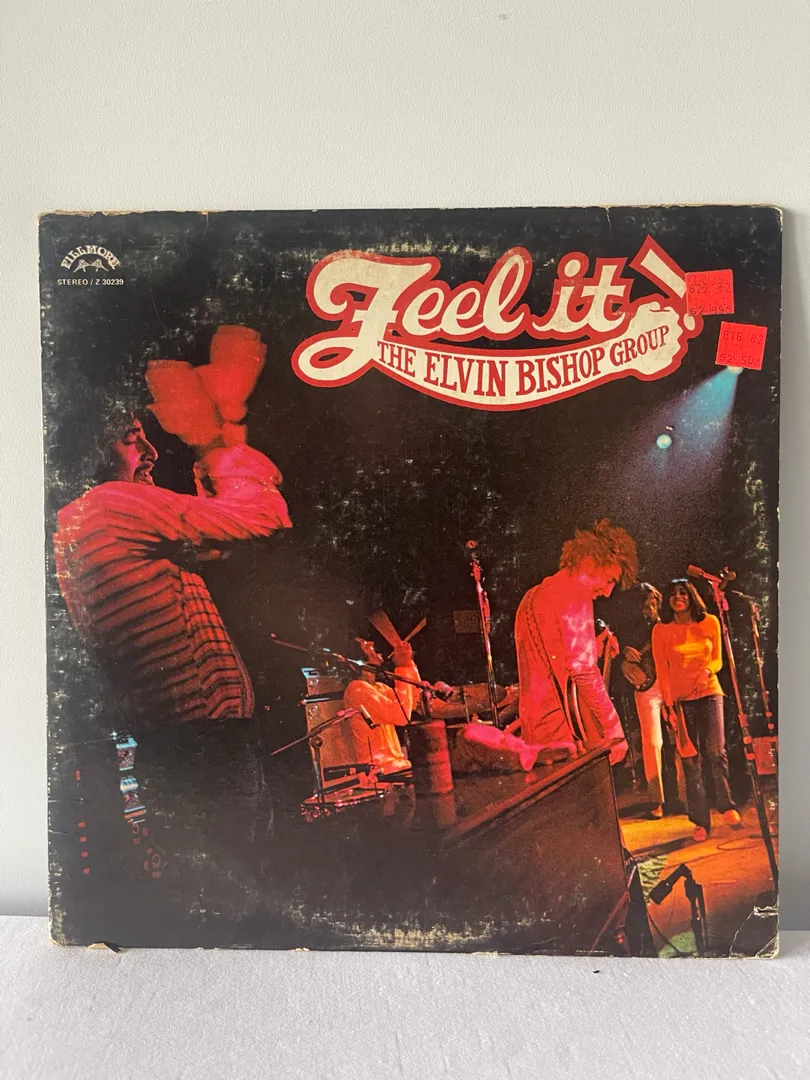 FILLMORE
STEREO / Z 30239
Feel it!
THE ELVIN BISHOP GROUP